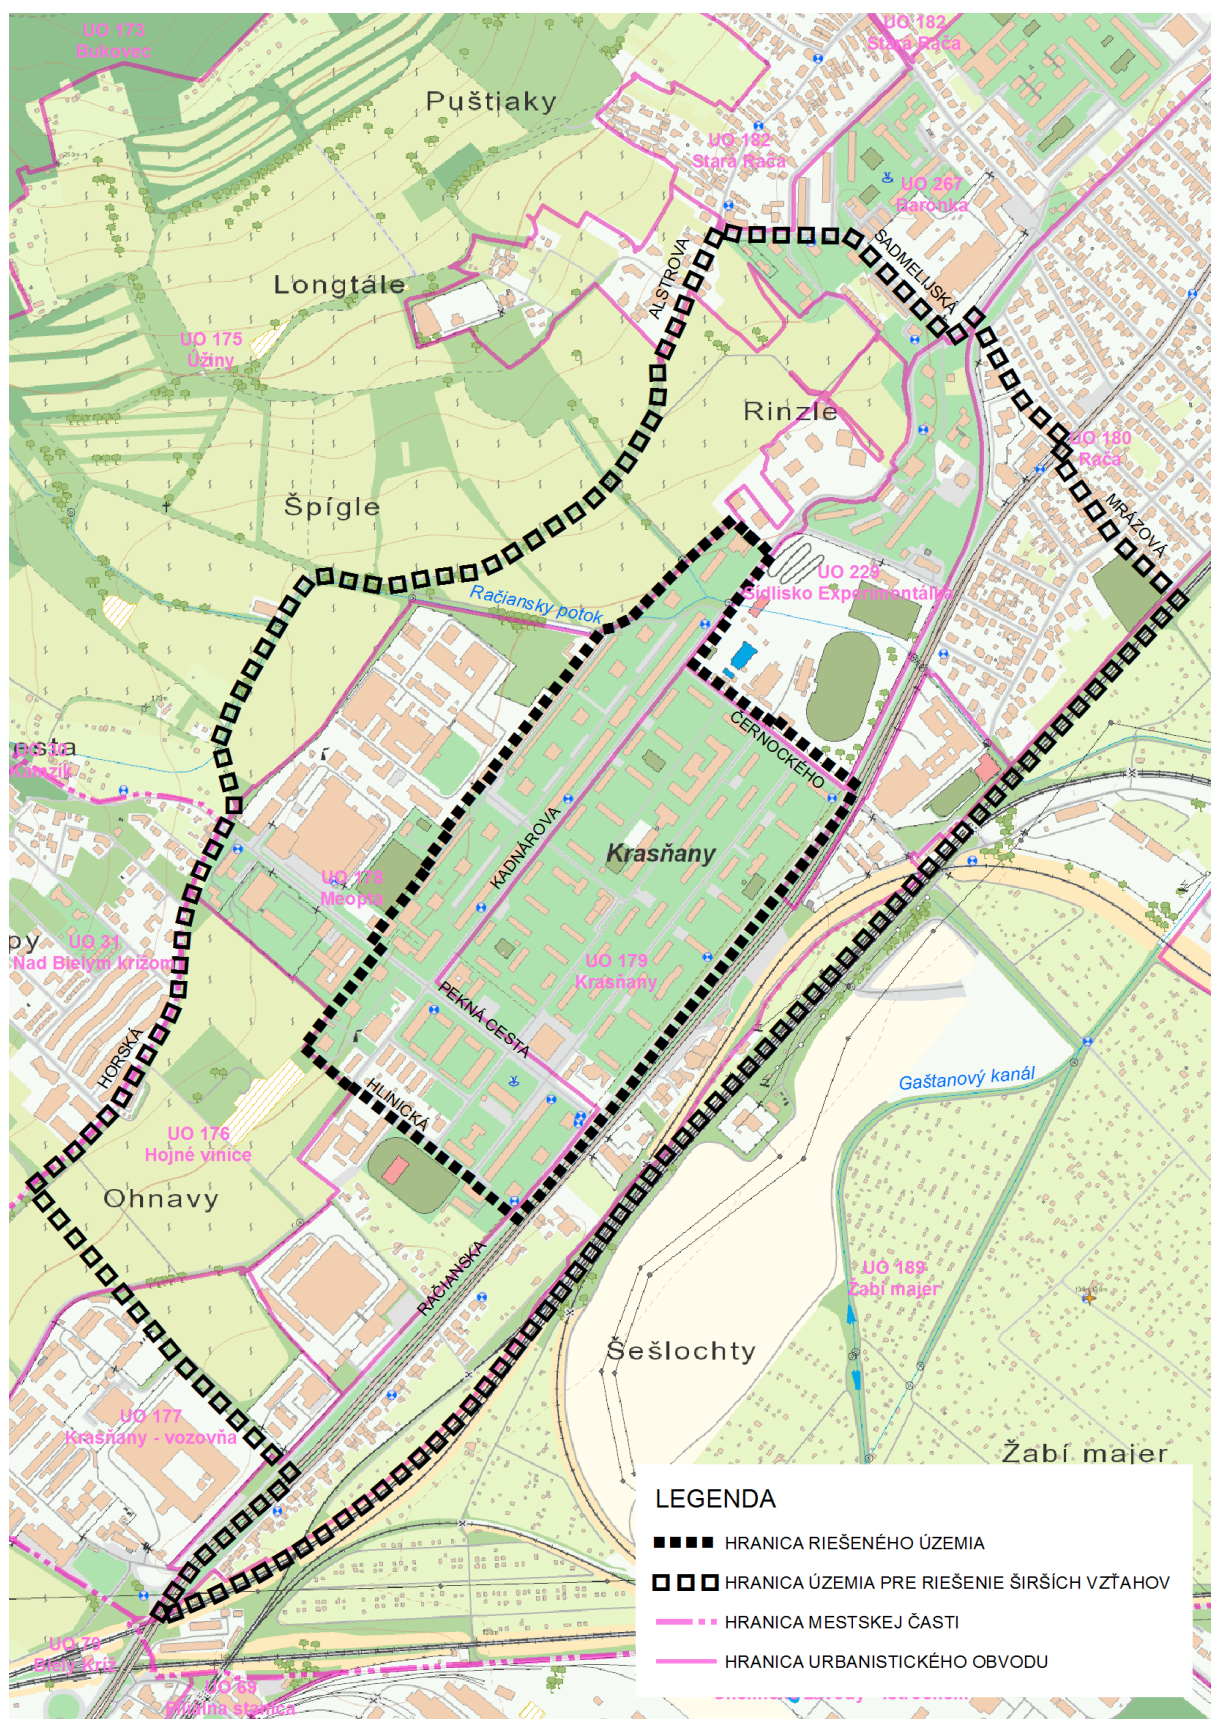 UO 173
Bukovec
UO 182
Stará Rača
Puštiaky
UO 182
Stará Rača
UO 267
Baronka
SADMELIJSKÁ
ALSTROVA
Longtále
UO 175
Úžiny
Rinzle
UO 180
Rača
Špígle
MRÁZOVÁ
UO 229
Sídlisko Experimentálka
Račiansky potok
ČERNOCKÉHO
KADNÁROVA
Krasňany
UO 178
Meopta
UO 31
Nad Bielym krížom
UO 179
Krasňany
PEKNÁ CESTA
HORSKÁ
HLINICKÁ
Gaštanový kanál
UO 176
Hojné vinice
Ohnavy
RAČIANSKA
UO 189
Žabí majer
Šešlochty
UO 177
Krasňany - vozovňa
Žabí majer
LEGENDA
HRANICA RIEŠENÉHO ÚZEMIA
HRANICA ÚZEMIA PRE RIEŠENIE ŠIRŠÍCH VZŤAHOV
HRANICA MESTSKEJ ČASTI
HRANICA URBANISTICKÉHO OBVODU
UO 79
Biely Kríž
UO 69
stanica